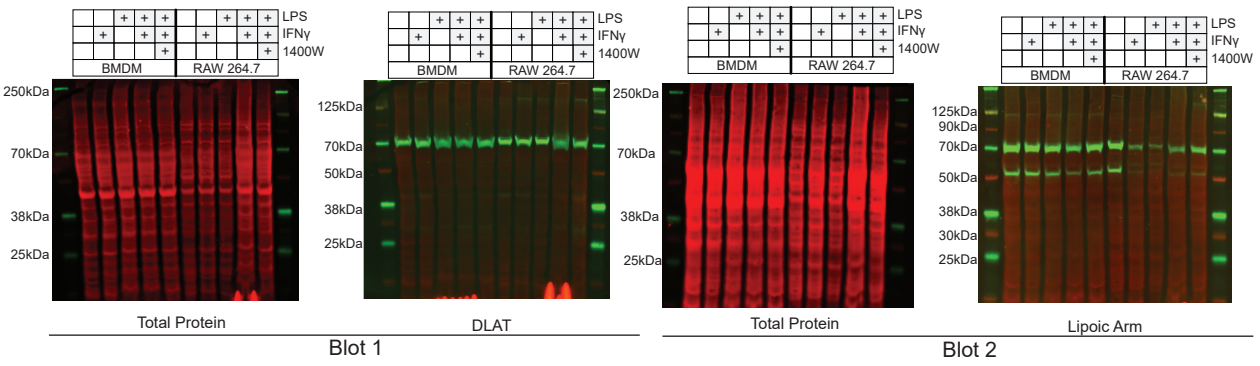 + + + LPS
+ + + IFNγ
+ 1400W
BMDM RAW 264.7
250kDa
70kDa
38kDa
25kDa
Total Protein
+ + + + + + LPS
+ + + + + + IFNγ
+ + 1400W
BMDM RAW 264.7
125kDa
70kDa
50kDa
38kDa
25kDa
DLAT
Blot 1
+ + + + + + LPS
+ + + + + + IFNγ
+ + 1400W
BMDM RAW 264.7
250kDa
70kDa
38kDa
25kDa
Total Protein
+ + + + + + LPS
+ + + + + + IFNγ
+ + 1400W
BMDM RAW 264.7
125kDa
90kDa
70kDa
50kDa
38kDa
30kDa
25kDa
Lipoic Arm
Blot 2